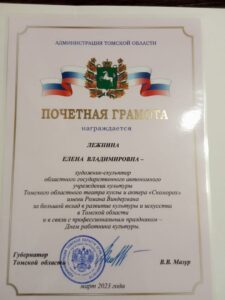 АДМИНИСТРАЦИЯ ТОМСКОЙ ОБЛАСТИ
ПОЧЕТНАЯ ГРАМОТА
награждается
ЛЕЖНИНА
ЕЛЕНА ВЛАДИМИРОВНА –
художник-скульптор
областного государственного автономного
учреждения культуры
Томского областного театра куклы и актера «Скоморох»
имени Романа Виндермана
за большой вклад в развитие культуры и искусства
в Томской области
и в связи с профессиональным праздником –
Днем работника культуры.
Губернатор
Томской области
В.В. Мазур
март 2023 года